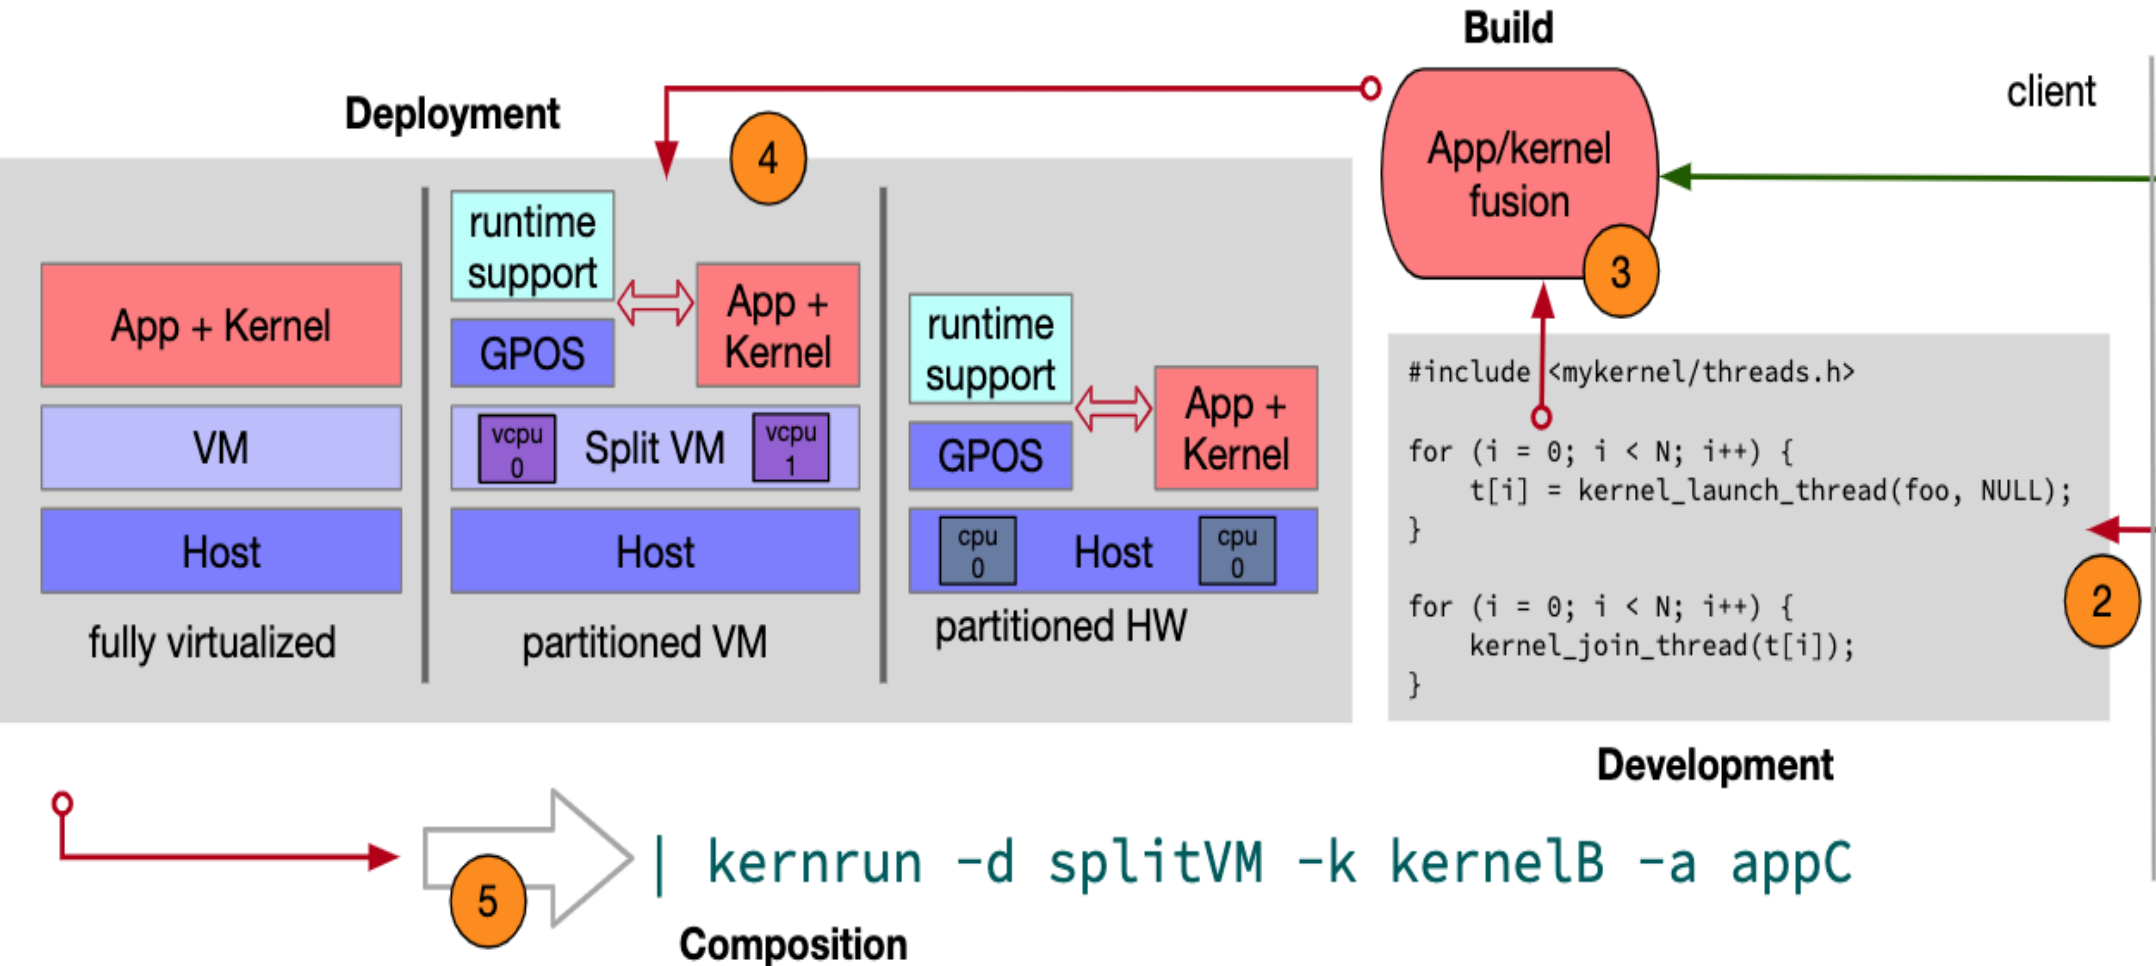 Build
client
Deployment
4
App/kernel
fusion
3
runtime
support
App + Kernel
App +
Kernel
GPOS
runtime
support
App +
Kernel
GPOS
VM
vcpu
0
Split VM
vcpu
1
Host
Host
cpu
0
Host
cpu
0
fully virtualized
partitioned VM
partitioned HW
#include <mykernel/threads.h>
for (i = 0; i < N; i++) {
    t[i] = kernel_launch_thread(foo, NULL);
}
for (i = 0; i < N; i++) {
    kernel_join_thread(t[i]);
}
2
Development
5
| kernrun -d splitVM -k kernelB -a appC
Composition